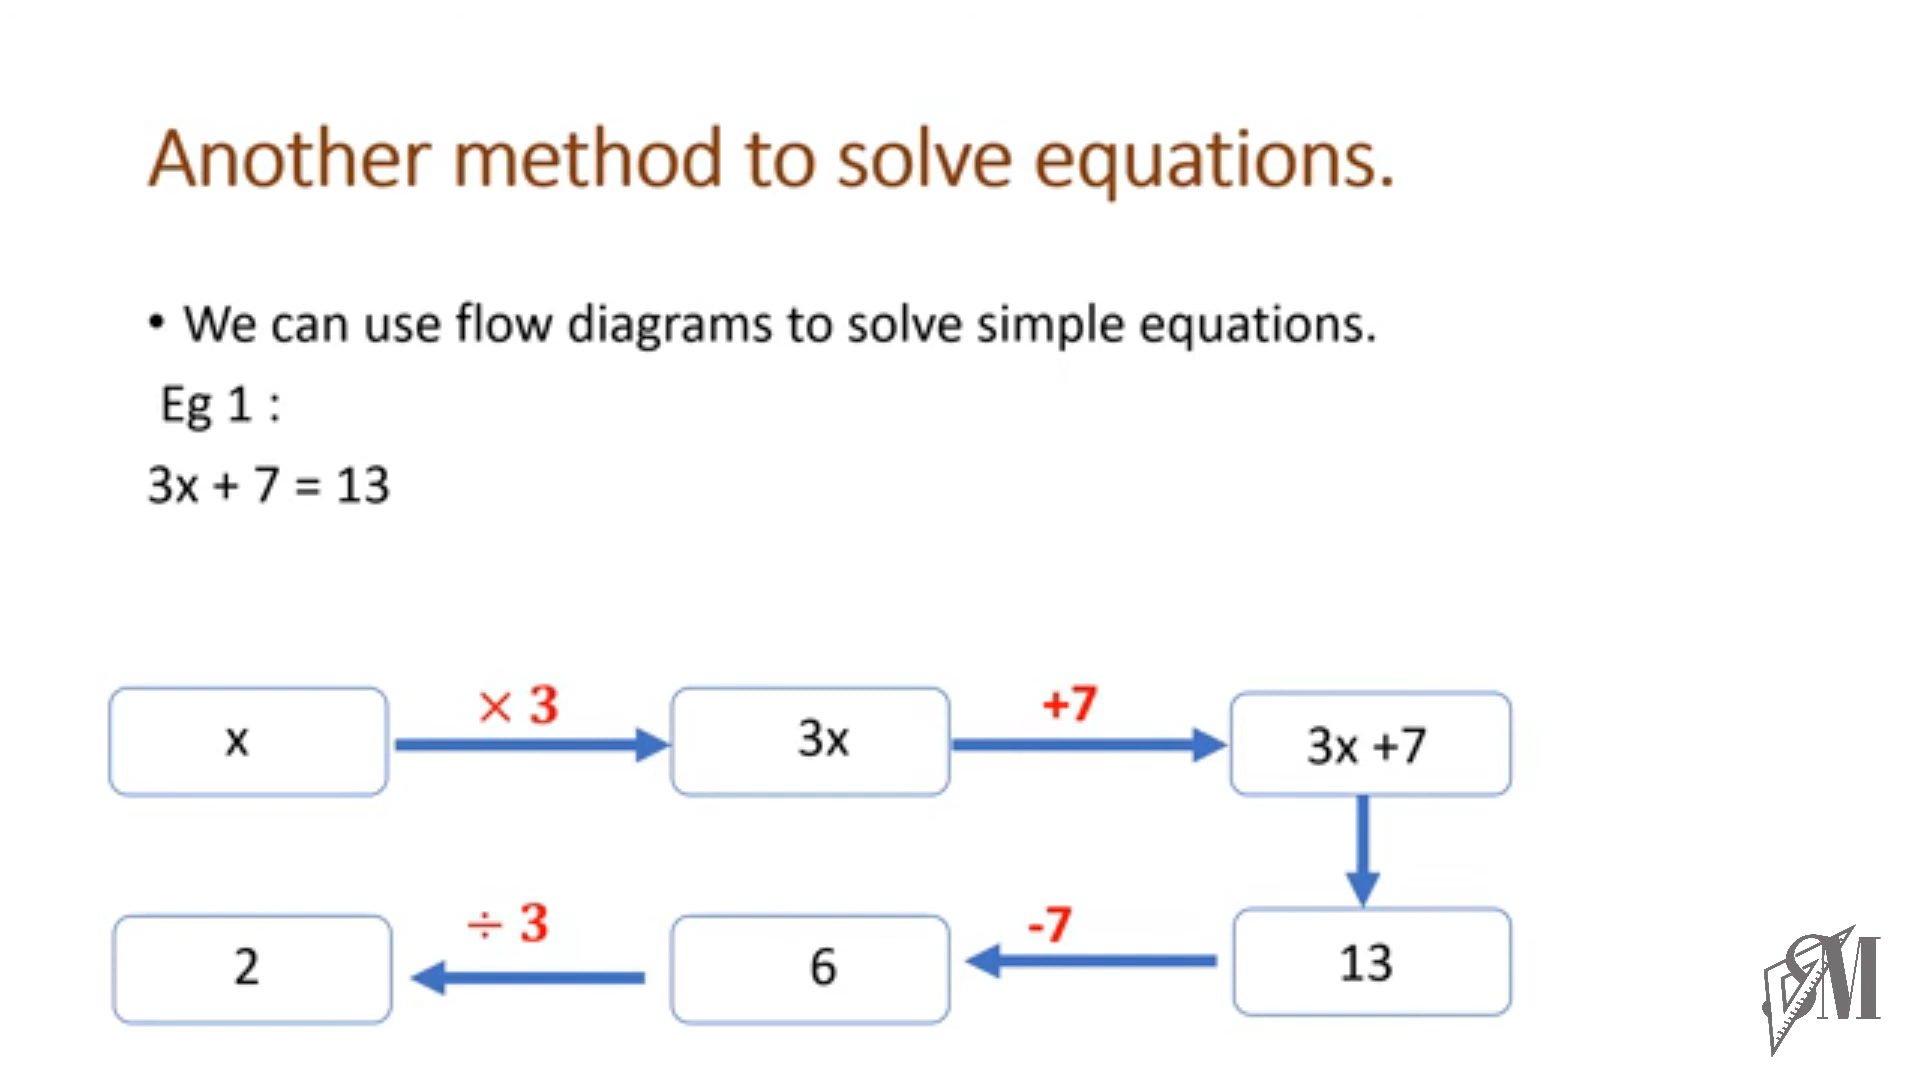 Another method to solve equations.
• We can use flow diagrams to solve simple equations.
Eg 1 :
3x + 7 = 13
x
× 3
3x
+7
3x +7
2
÷ 3
6
-7
13
SM